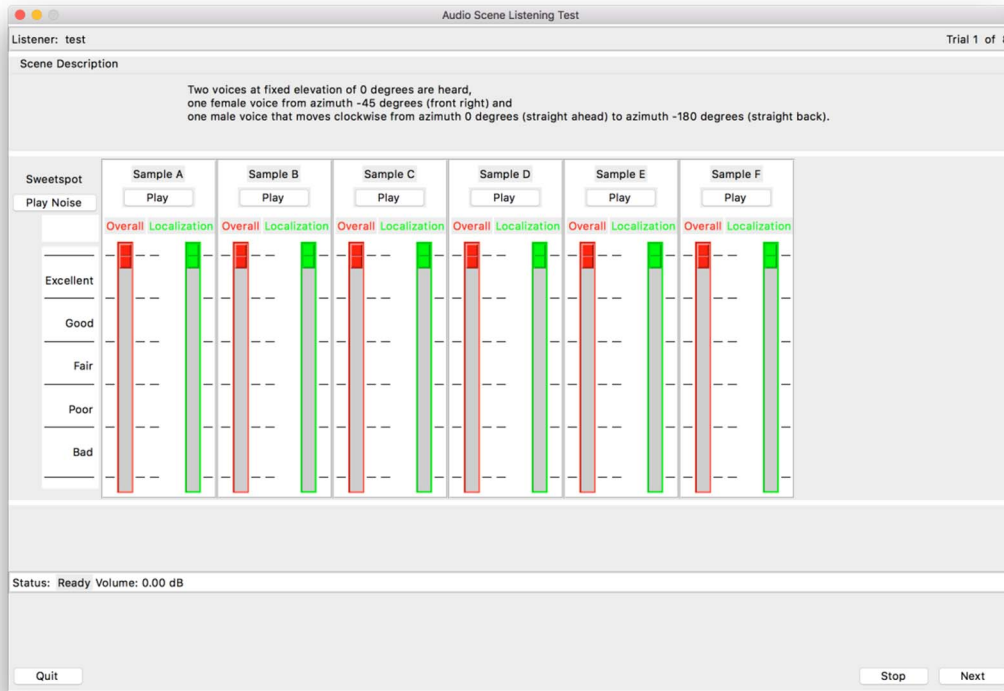 Audio Scene Listening Test
Listener: test
Trial 1 of
Scene Description
Two voices at fixed elevation of 0 degrees are heard,
one female voice from azimuth -45 degrees (front right) and
one male voice that moves clockwise from azimuth 0 degrees (straight ahead) to azimuth -180 degrees (straight back).
Sweetspot
Play Noise
Sample A Sample B Sample C Sample D Sample E Sample F
Play Play Play Play Play Play
Overall Localization Overall Localization Overall Localization Overall Localization Overall Localization Overall Localization
Excellent
Good
Fair
Poor
Bad
Status: Ready Volume: 0.00 dB
Quit Stop Next